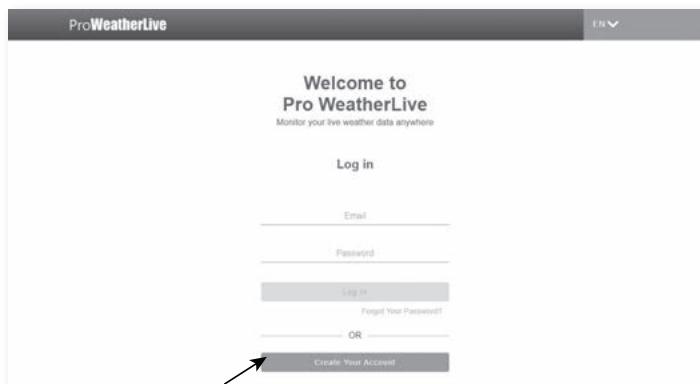 ProWeatherLive
EN
Welcome to
Pro WeatherLive
Monitor your live weather data anywhere
Log in
Email
Password
Log in
Forgot Your Password?
OR
Create Your Account